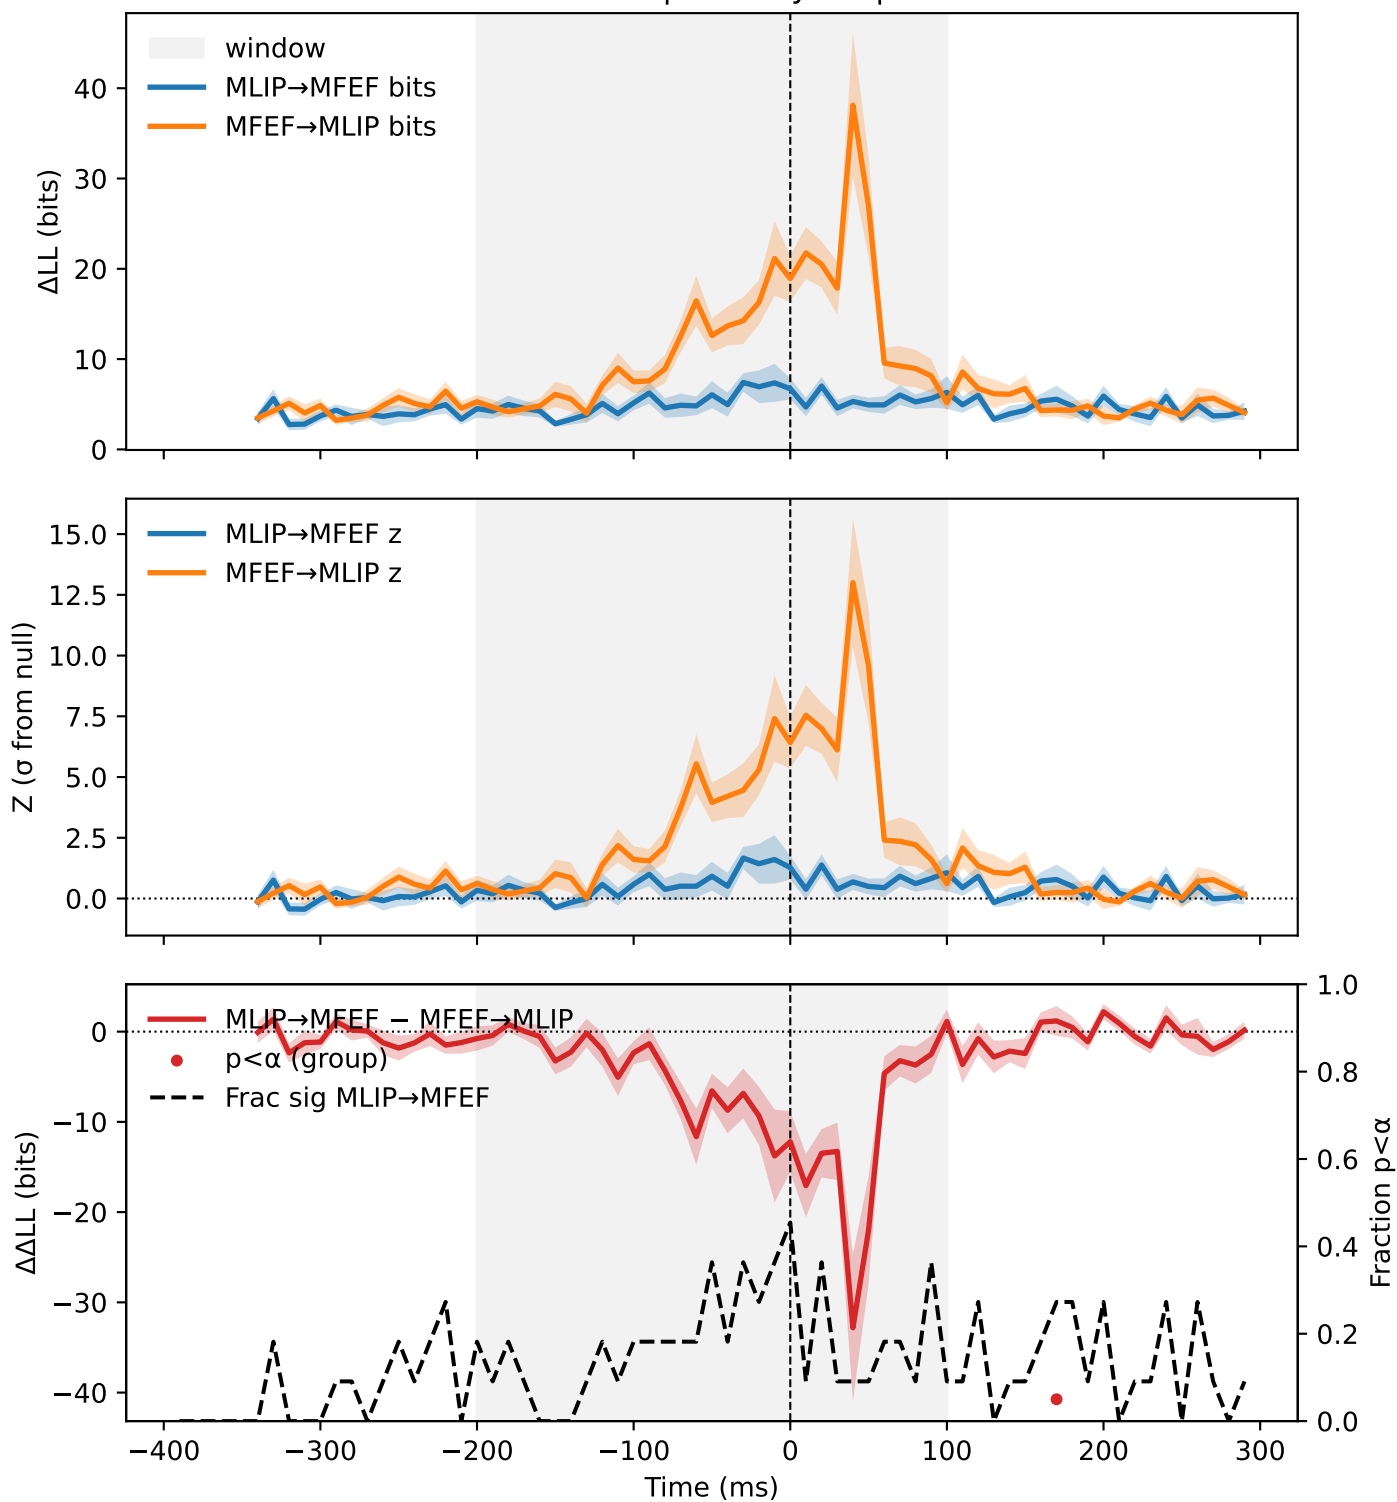 40
30
20
10
0
ΔLL (bits)
window
MLIP→MFEF bits
MFEF→MLIP bits
15.0
12.5
10.0
7.5
5.0
2.5
0.0
Z (σ from null)
MLIP→MFEF z
MFEF→MLIP z
0
−10
−20
−30
−40
ΔΔLL (bits)
MLIP→MFEF − MFEF→MLIP
p<α (group)
Frac sig MLIP→MFEF
1.0
0.8
0.6
0.4
0.2
0.0
Fraction p<α
−400 −300 −200 −100 0 100 200 300
Time (ms)